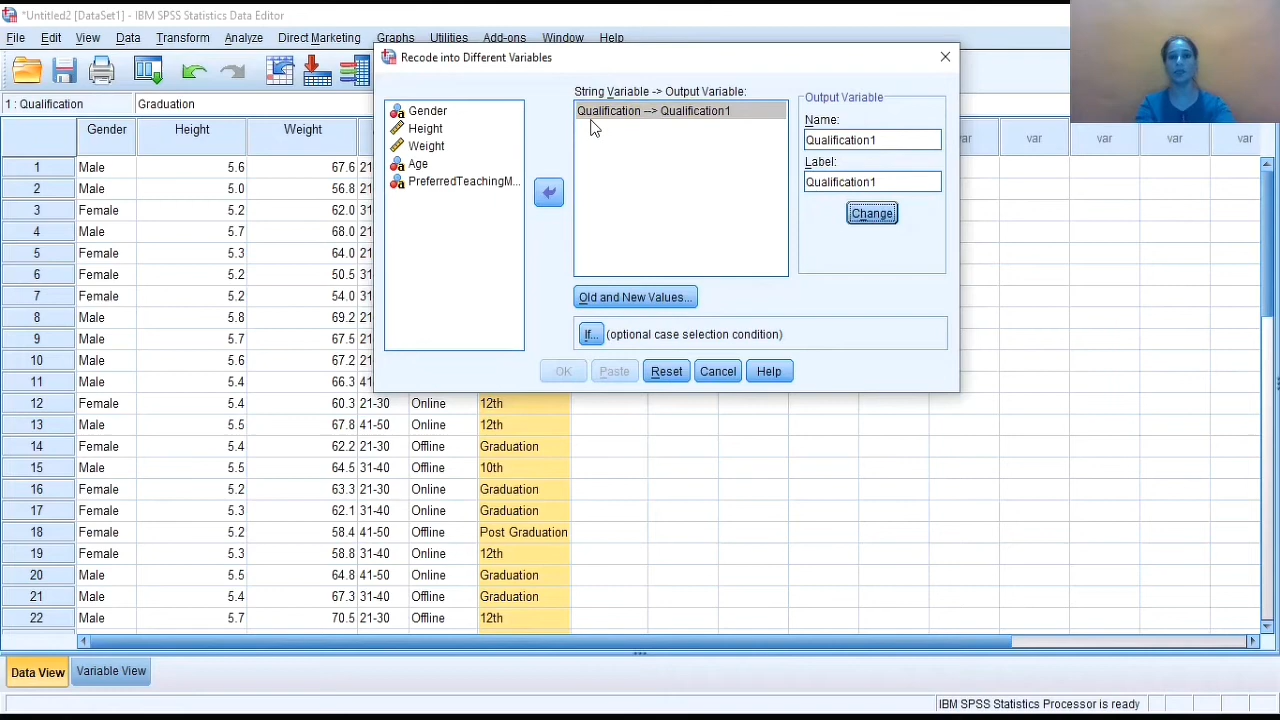 *Untitled2 [DataSet1] - IBM SPSS Statistics Data Editor
File Edit View Data Transform Analyze Direct Marketing Graphs Utilities Add-ons Window Help
1 : Qualification Graduation
Recode into Different Variables
Gender
Height
Weight
Age
PreferredTeachingM...
String Variable -> Output Variable:
Qualification --> Qualification1
Output Variable
Name:
Qualification1
Label:
Qualification1
Change
Old and New Values...
If... (optional case selection condition)
OK Paste Reset Cancel Help
Gender Height Weight var var var var var
1 Male 5.6 67.6 21
2 Male 5.0 56.8 21
3 Female 5.2 62.0 31
4 Male 5.7 68.0 21
5 Female 5.3 64.0 31
6 Female 5.2 50.5 21
7 Female 5.2 54.0 31
8 Male 5.8 69.2 21
9 Male 5.7 67.5 31
10 Male 5.6 67.2 21
11 Male 5.4 66.3 41
12 Female 5.4 60.3 21-30 Online 12th
13 Male 5.5 67.8 41-50 Online 12th
14 Female 5.4 62.2 21-30 Offline Graduation
15 Male 5.5 64.5 31-40 Offline 10th
16 Female 5.2 63.3 21-30 Online Graduation
17 Female 5.3 62.1 31-40 Online Graduation
18 Female 5.2 58.4 41-50 Offline Post Graduation
19 Female 5.3 58.8 31-40 Online 12th
20 Male 5.5 64.8 41-50 Online Graduation
21 Male 5.4 67.3 31-40 Offline Graduation
22 Male 5.7 70.5 21-30 Offline 12th
Data View Variable View
IBM SPSS Statistics Processor is ready